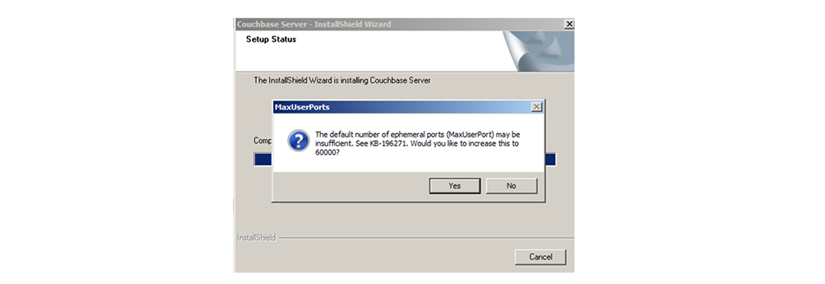 Couchbase Server - InstallShield Wizard
Setup Status
The InstallShield Wizard is installing Couchbase Server
MaxUserPorts
Comp
The default number of ephemeral ports (MaxUserPort) may be
insufficient. See KB-196271. Would you like to increase this to
60000?
Yes No
InstallShield
Cancel